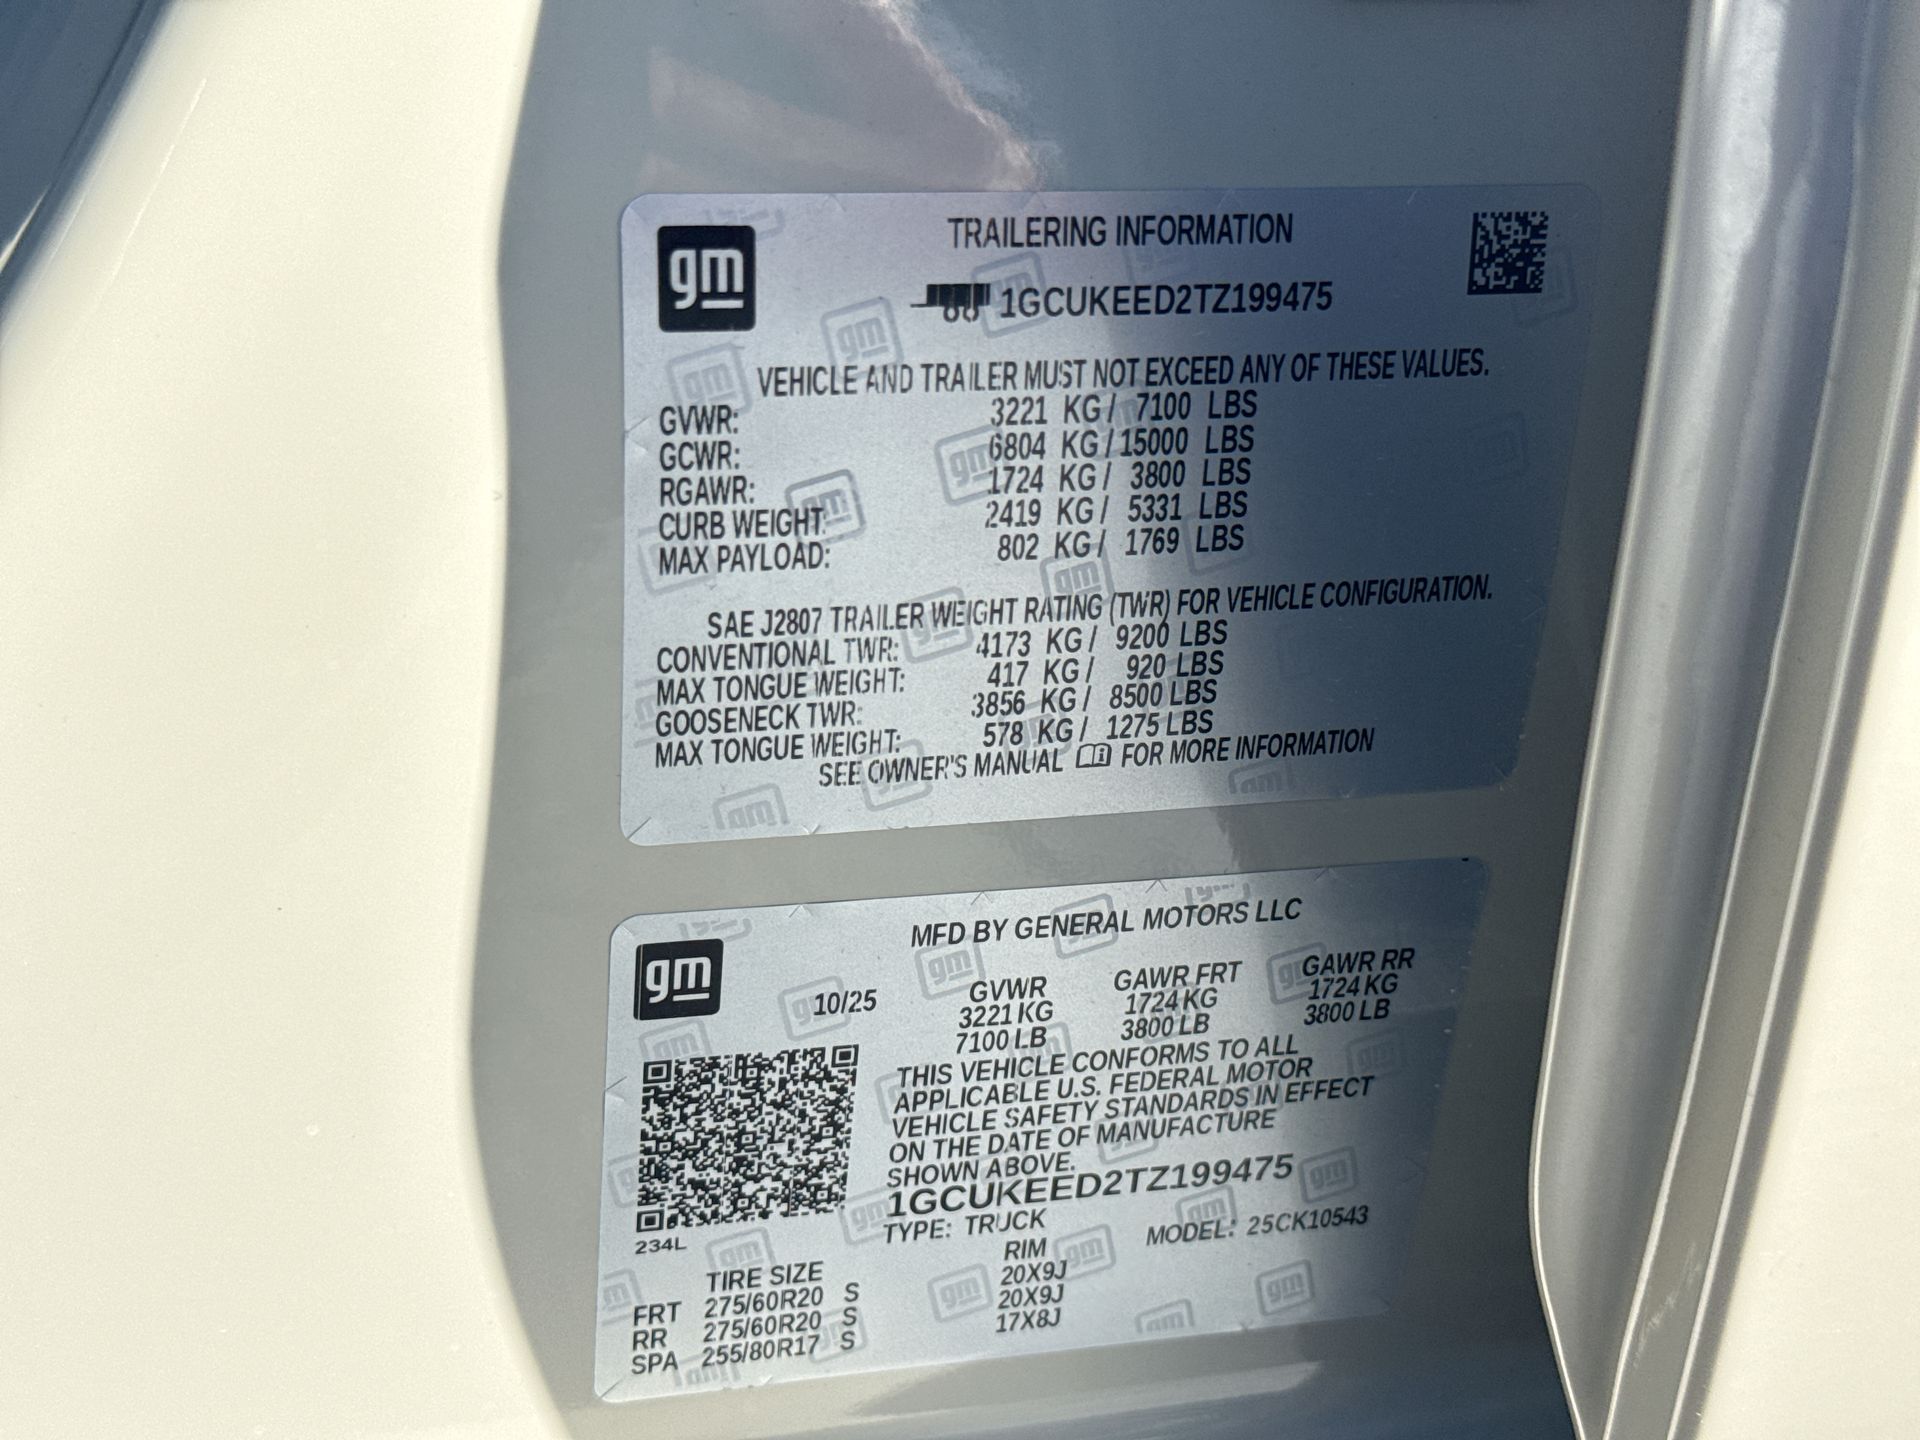 gm
TRAILERING INFORMATION
1GCUKEED2TZ199475
VEHICLE AND TRAILER MUST NOT EXCEED ANY OF THESE VALUES.
GVWR: 3221 KG / 7100 LBS
GCWR: 6804 KG / 15000 LBS
RGAWR: 1724 KG / 3800 LBS
CURB WEIGHT: 2419 KG / 5331 LBS
MAX PAYLOAD: 802 KG / 1769 LBS
SAE J2807 TRAILER WEIGHT RATING (TWR) FOR VEHICLE CONFIGURATION.
CONVENTIONAL TWR: 4173 KG / 9200 LBS
MAX TONGUE WEIGHT: 417 KG / 920 LBS
GOOSENECK TWR: 3856 KG / 8500 LBS
MAX TONGUE WEIGHT: 578 KG / 1275 LBS
SEE OWNER'S MANUAL FOR MORE INFORMATION
gm
MFD BY GENERAL MOTORS LLC
10/25 GVWR GAWR FRT GAWR RR
3221 KG 1724 KG 1724 KG
7100 LB 3800 LB 3800 LB
THIS VEHICLE CONFORMS TO ALL
APPLICABLE U.S. FEDERAL MOTOR
VEHICLE SAFETY STANDARDS IN EFFECT
ON THE DATE OF MANUFACTURE
SHOWN ABOVE.
1GCUKEED2TZ199475
TYPE: TRUCK MODEL: 25CK10543
234L
TIRE SIZE RIM
FRT 275/60R20 S 20X9J
RR 275/60R20 S 20X9J
SPA 255/80R17 S 17X8J